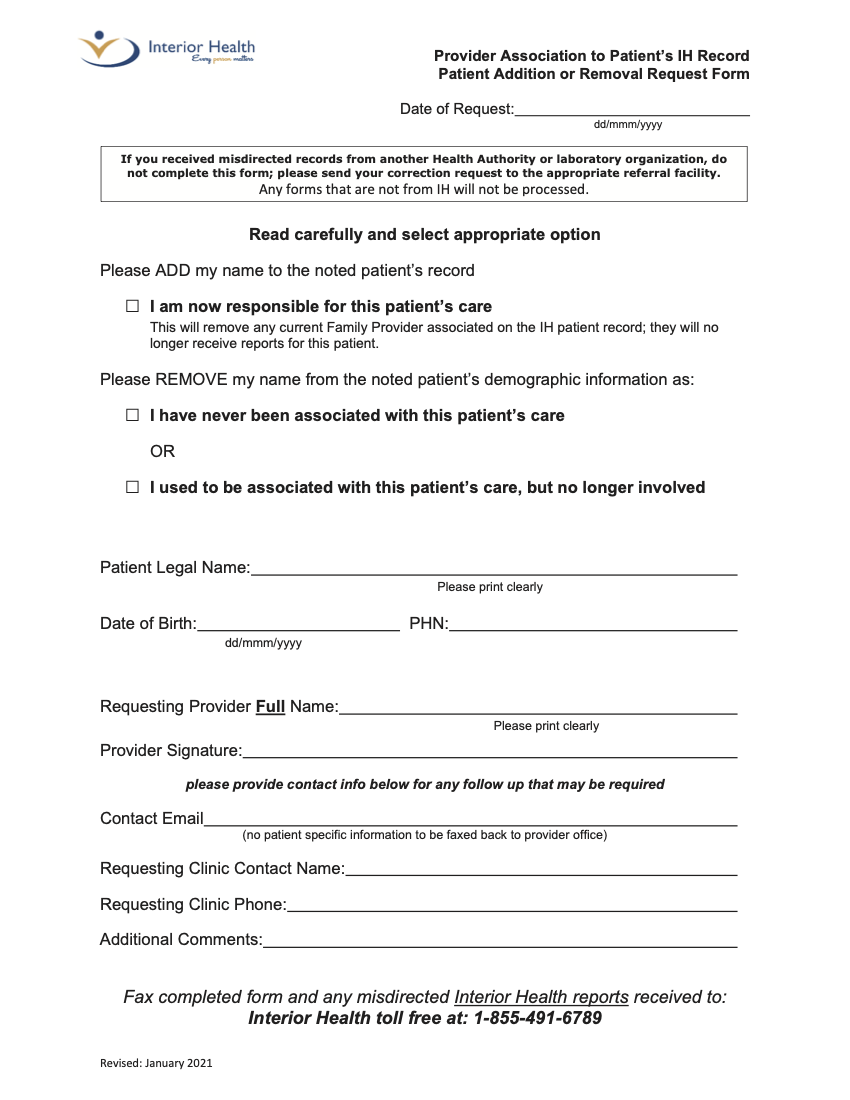 Interior Health
Every person matters
Provider Association to Patient's IH Record
Patient Addition or Removal Request Form
Date of Request:
dd/mmm/yyyy
If you received misdirected records from another Health Authority or laboratory organization, do
not complete this form; please send your correction request to the appropriate referral facility.
Any forms that are not from IH will not be processed.
Read carefully and select appropriate option
Please ADD my name to the noted patient's record
☐ I am now responsible for this patient's care
This will remove any current Family Provider associated on the IH patient record; they will no
longer receive reports for this patient.
Please REMOVE my name from the noted patient's demographic information as:
☐ I have never been associated with this patient's care
OR
☐ I used to be associated with this patient's care, but no longer involved
Patient Legal Name:
Please print clearly
Date of Birth: PHN:
dd/mmm/yyyy
Requesting Provider Full Name:
Please print clearly
Provider Signature:
please provide contact info below for any follow up that may be required
Contact Email
(no patient specific information to be faxed back to provider office)
Requesting Clinic Contact Name:
Requesting Clinic Phone:
Additional Comments:
Fax completed form and any misdirected Interior Health reports received to:
Interior Health toll free at: 1-855-491-6789
Revised: January 2021